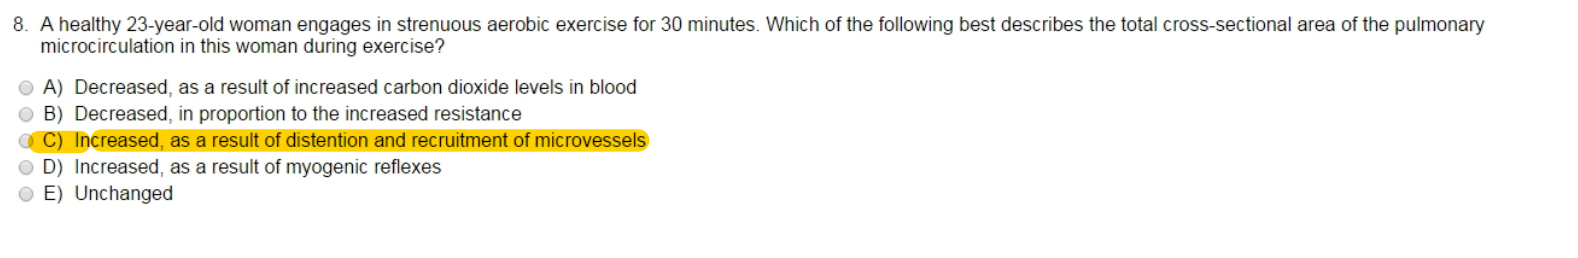 8. A healthy 23-year-old woman engages in strenuous aerobic exercise for 30 minutes. Which of the following best describes the total cross-sectional area of the pulmonary
microcirculation in this woman during exercise?
A) Decreased, as a result of increased carbon dioxide levels in blood
B) Decreased, in proportion to the increased resistance
C) Increased, as a result of distention and recruitment of microvessels
D) Increased, as a result of myogenic reflexes
E) Unchanged